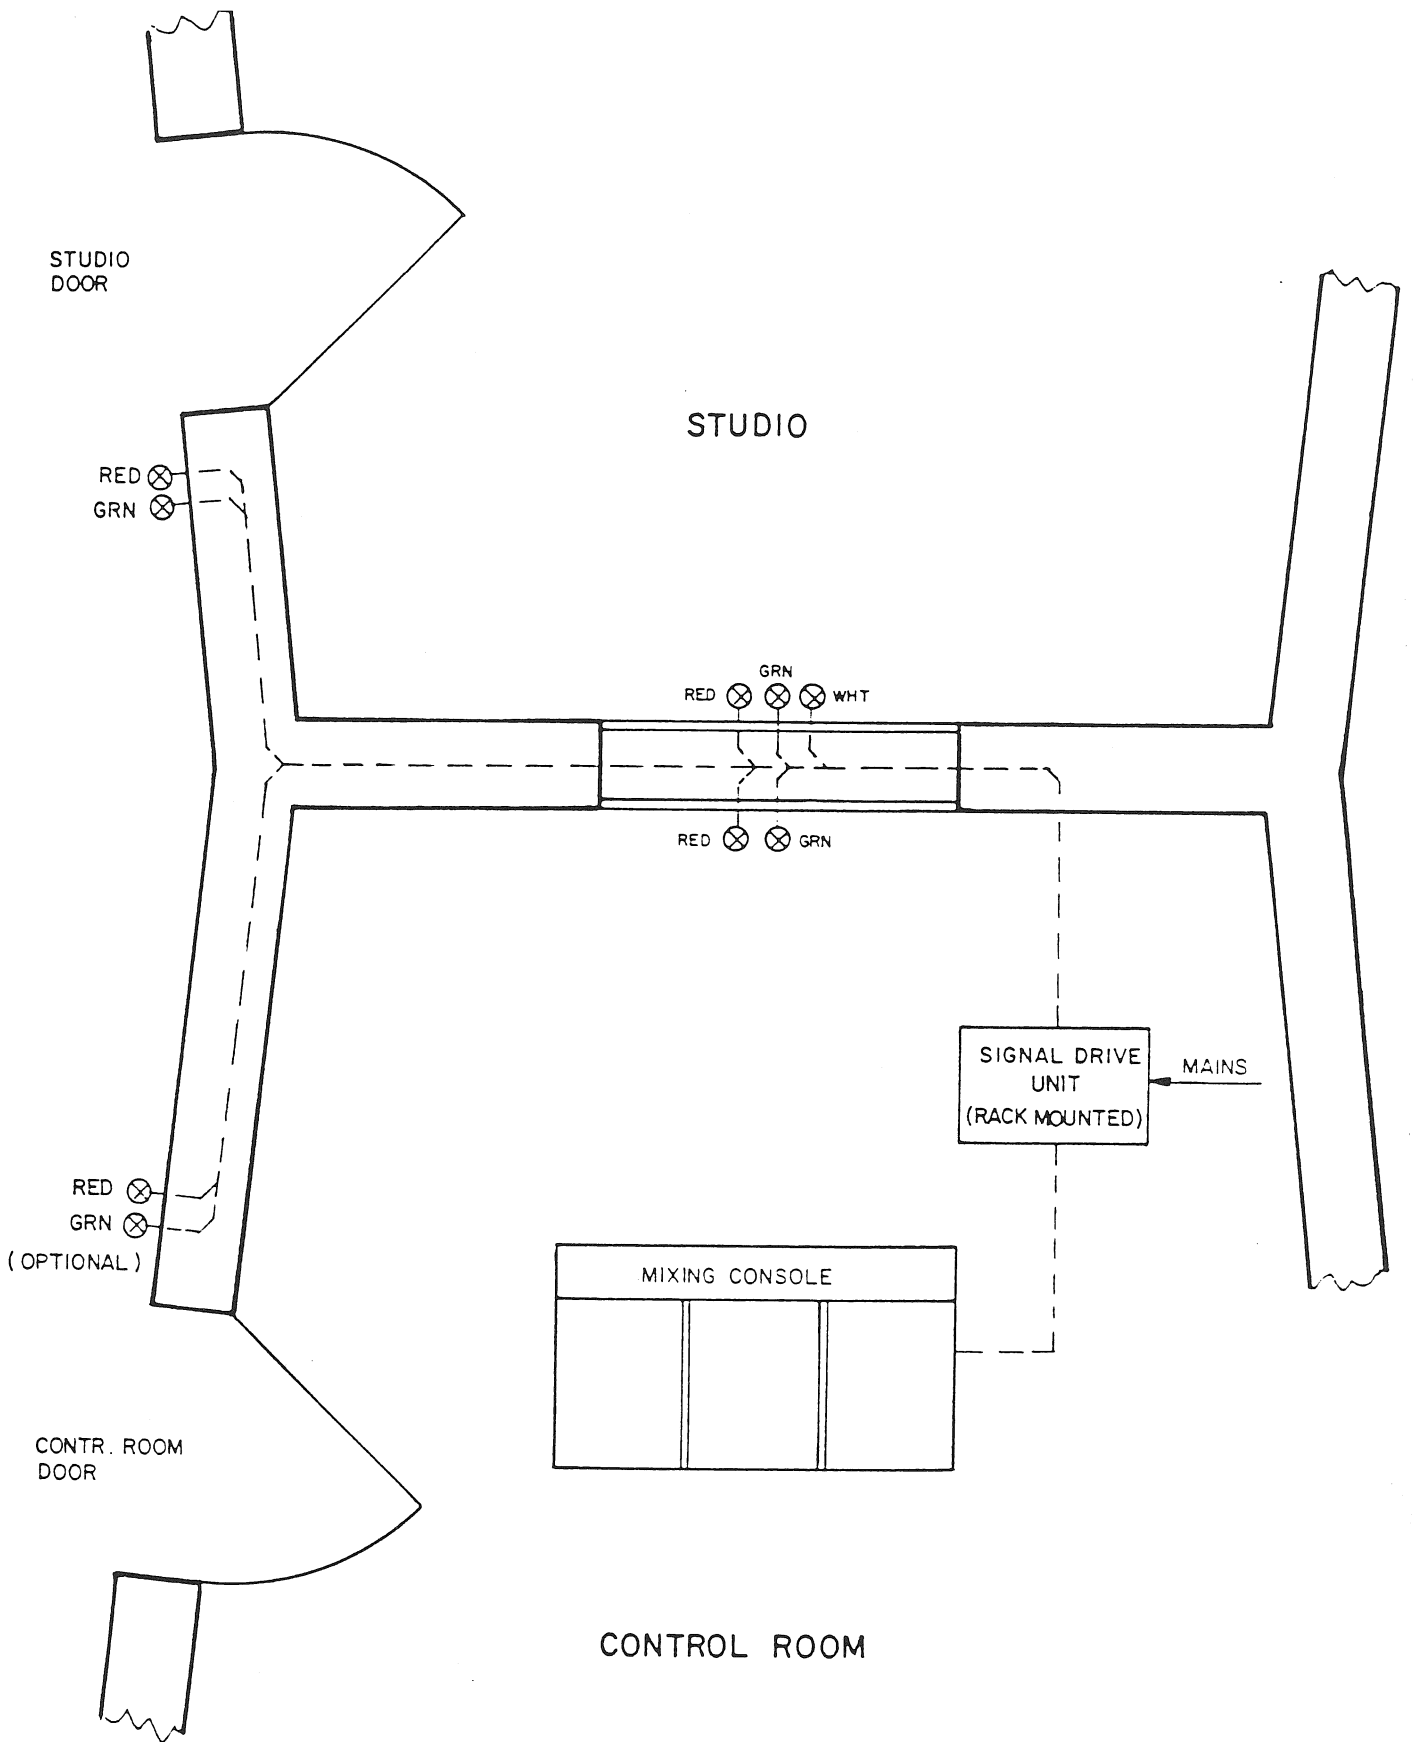 STUDIO
DOOR
STUDIO
RED
GRN
GRN
RED
WHT
RED
GRN
SIGNAL DRIVE
UNIT
(RACK MOUNTED)
MAINS
RED
GRN
(OPTIONAL)
MIXING CONSOLE
CONTR. ROOM
DOOR
CONTROL ROOM